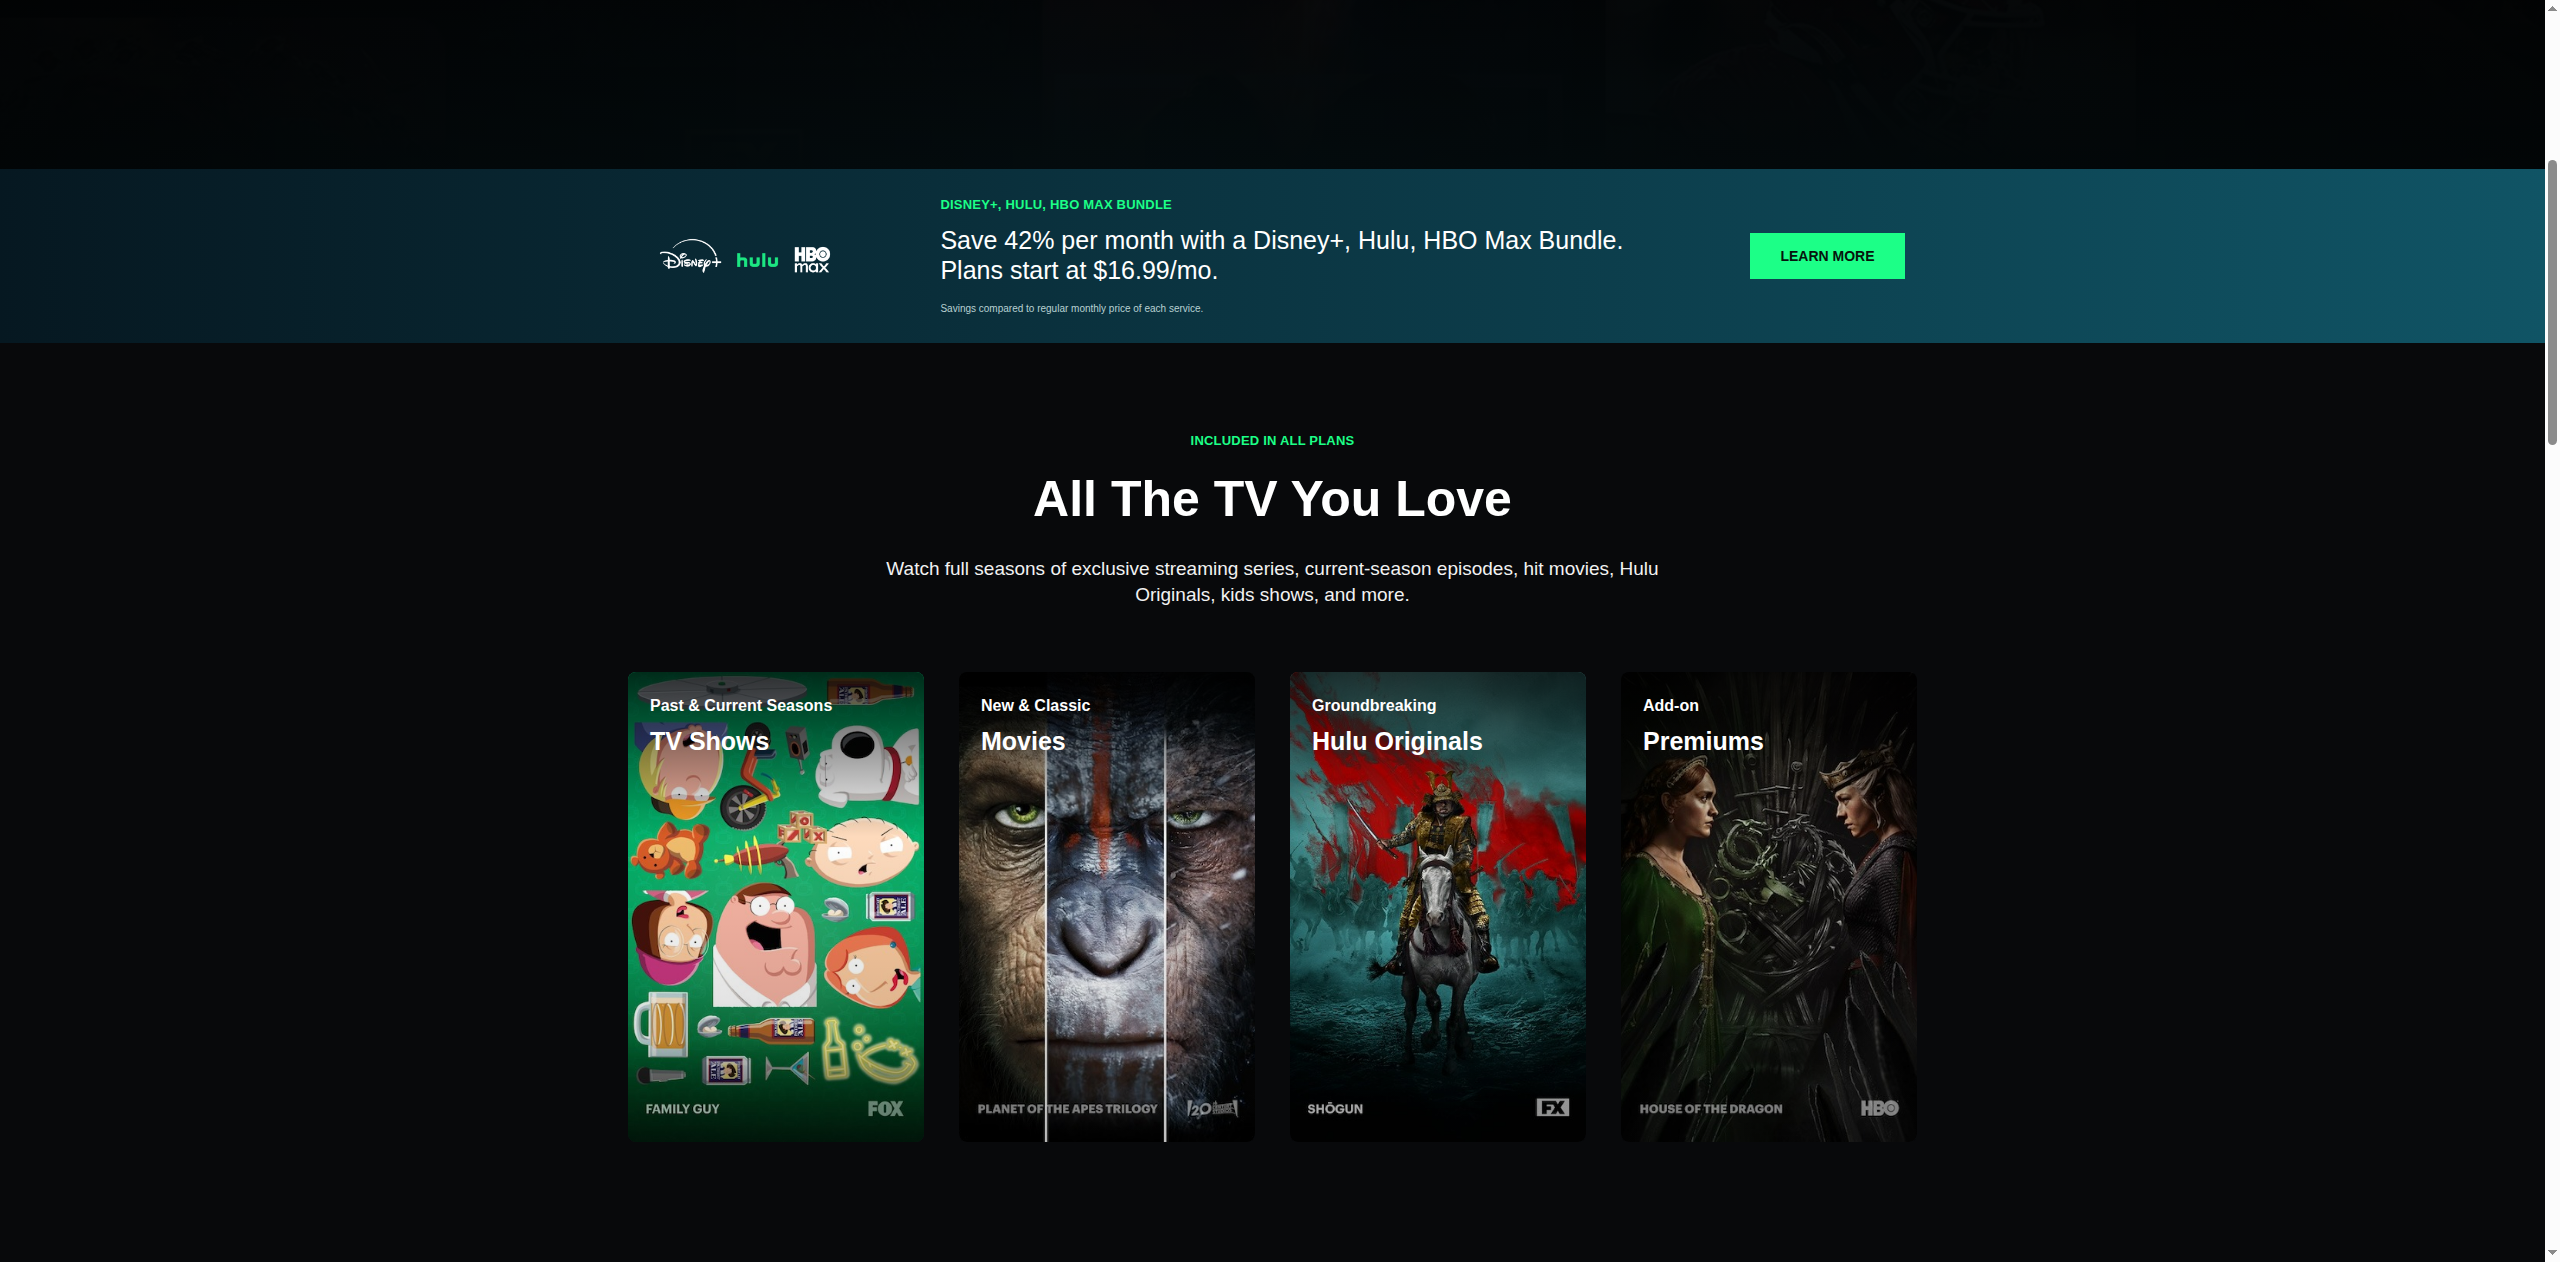 DISNEY+, HULU, HBO MAX BUNDLE
Disney+ hulu HBO max
Save 42% per month with a Disney+, Hulu, HBO Max Bundle.
Plans start at $16.99/mo.
LEARN MORE
Savings compared to regular monthly price of each service.
INCLUDED IN ALL PLANS
All The TV You Love
Watch full seasons of exclusive streaming series, current-season episodes, hit movies, Hulu
Originals, kids shows, and more.
Past & Current Seasons
TV Shows
FAMILY GUY
FOX
New & Classic
Movies
PLANET OF THE APES TRILOGY
20
Groundbreaking
Hulu Originals
SHŌGUN
FX
Add-on
Premiums
HOUSE OF THE DRAGON
HBO